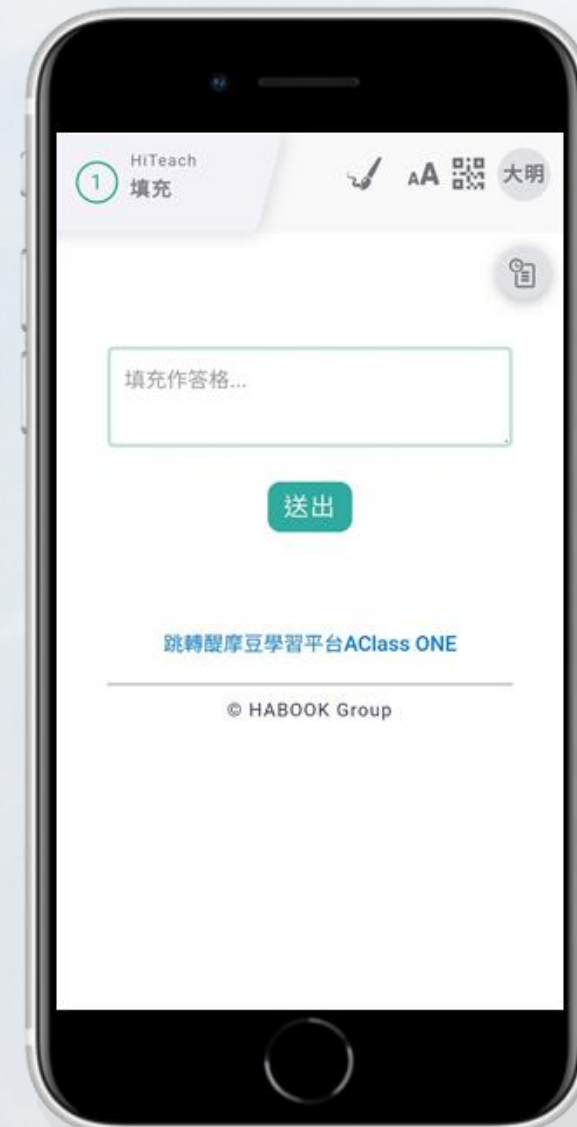 1
HiTeach
填充
AA
大明
填充作答格...
送出
跳轉醍摩豆學習平台AClass ONE
© HABOOK Group